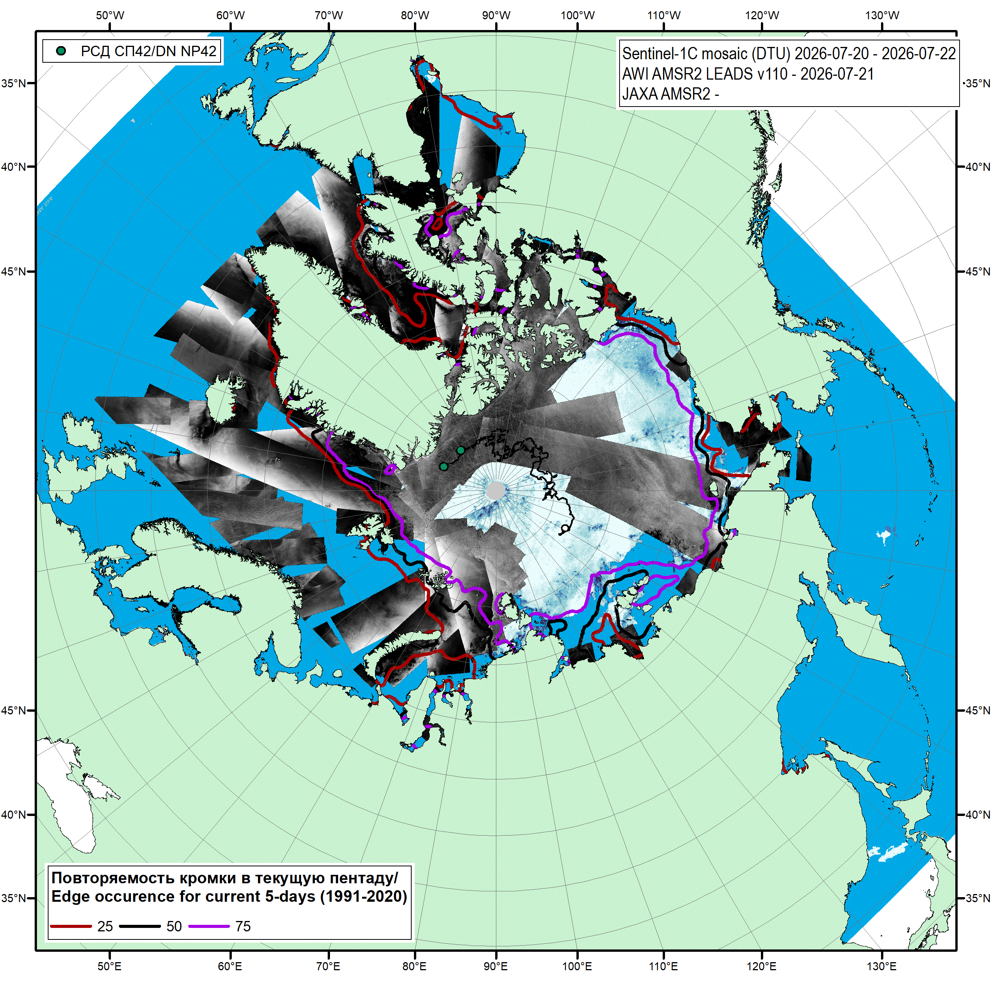 50°W 60°W 70°W 80°W 90°W 100°W 110°W 120°W 130°W
РСД СП42/DN NP42
Sentinel-1C mosaic (DTU) 2026-07-20 - 2026-07-22
AWI AMSR2 LEADS v110 - 2026-07-21
JAXA AMSR2 -
35°N 35°N
40°N 40°N
45°N 45°N
45°N 45°N
40°N 40°N
35°N 35°N
Повторяемость кромки в текущую пентаду/
Edge occurence for current 5-days (1991-2020)
25 50 75
50°E 60°E 70°E 80°E 90°E 100°E 110°E 120°E 130°E